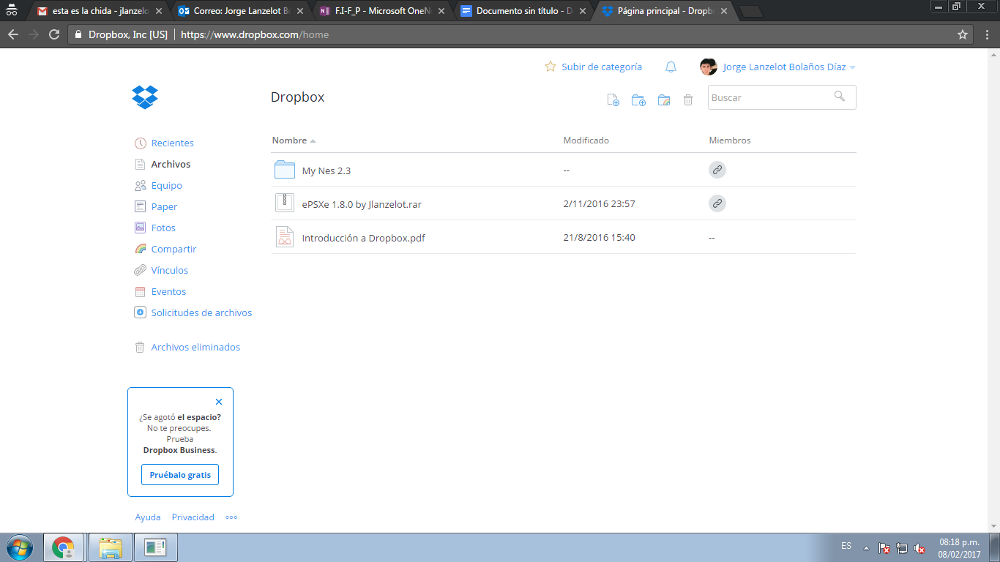 esta es la chida - jlanzelo
Correo: Jorge Lanzelot Bo
F.I-F_P - Microsoft OneN
Documento sin título - D
Página principal - Dropb
Dropbox, Inc [US] https://www.dropbox.com/home
Subir de categoría
Jorge Lanzelot Bolaños Díaz
Dropbox
Buscar
Recientes
Archivos
Equipo
Paper
Fotos
Compartir
Vínculos
Eventos
Solicitudes de archivos
Archivos eliminados
Nombre Modificado Miembros
My Nes 2.3 --
ePSXe 1.8.0 by Jlanzelot.rar 2/11/2016 23:57
Introducción a Dropbox.pdf 21/8/2016 15:40 --
¿Se agotó el espacio?
No te preocupes.
Prueba
Dropbox Business.
Pruébalo gratis
Ayuda Privacidad
ES
08:18 p.m.
08/02/2017